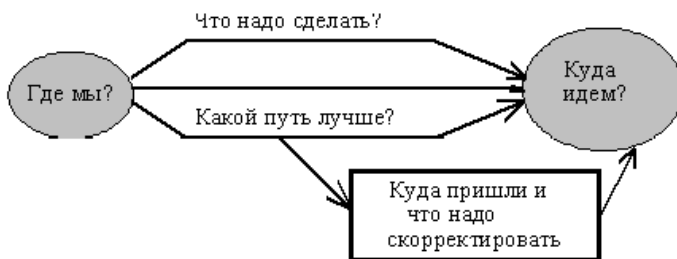 Что надо сделать?
Где мы?
Куда
идем?
Какой путь лучше?
Куда пришли и
что надо
скорректировать